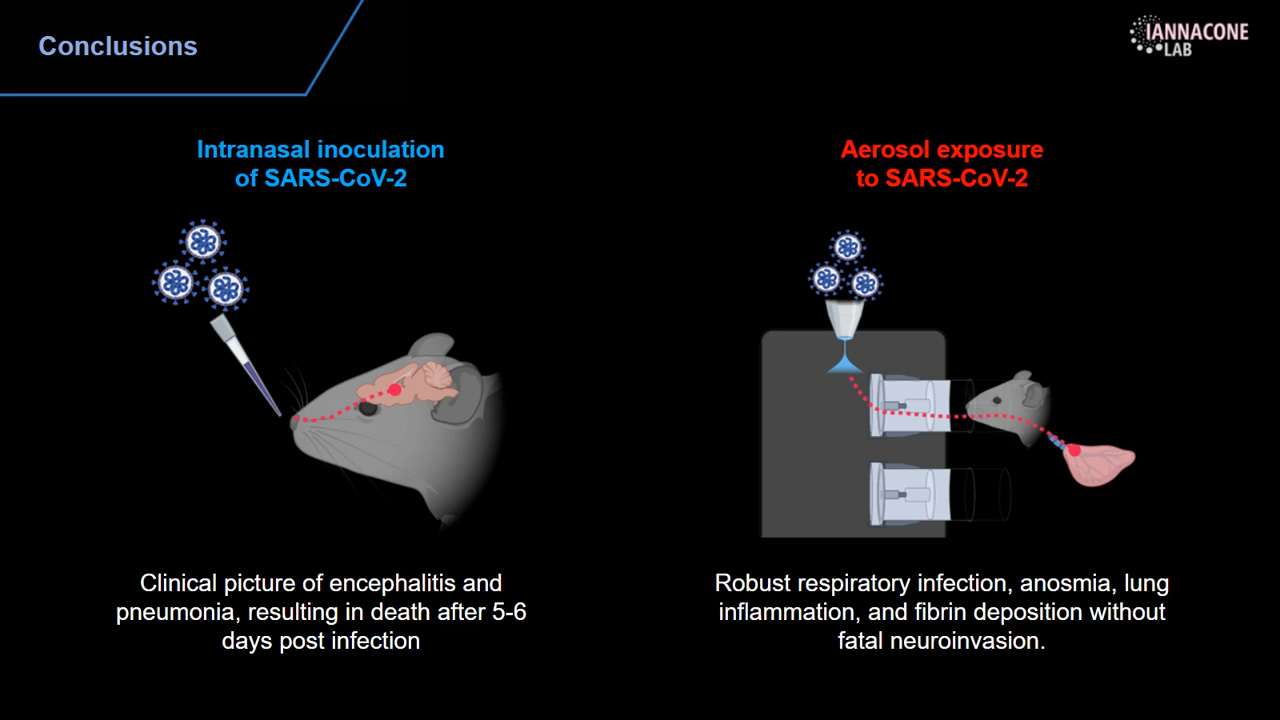 Conclusions
IANNACONE
LAB
Intranasal inoculation
of SARS-CoV-2
Aerosol exposure
to SARS-CoV-2
Clinical picture of encephalitis and
pneumonia, resulting in death after 5-6
days post infection
Robust respiratory infection, anosmia, lung
inflammation, and fibrin deposition without
fatal neuroinvasion.